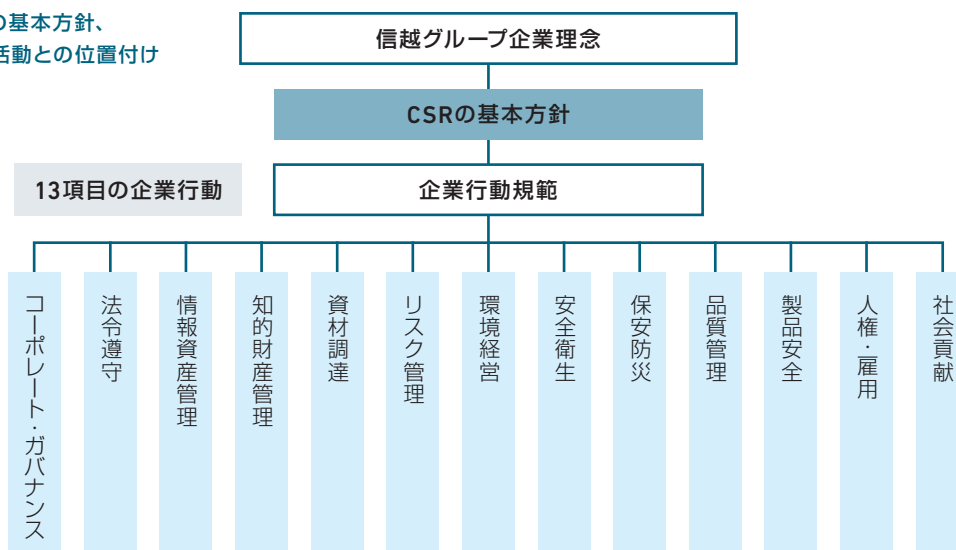 の基本方針、
活動との位置付け
信越グループ企業理念
CSRの基本方針
13項目の企業行動
企業行動規範
コーポレート・ガバナンス
法令遵守
情報資産管理
知的財産管理
資材調達
リスク管理
環境経営
安全衛生
保安防災
品質管理
製品安全
人権・雇用
社会貢献